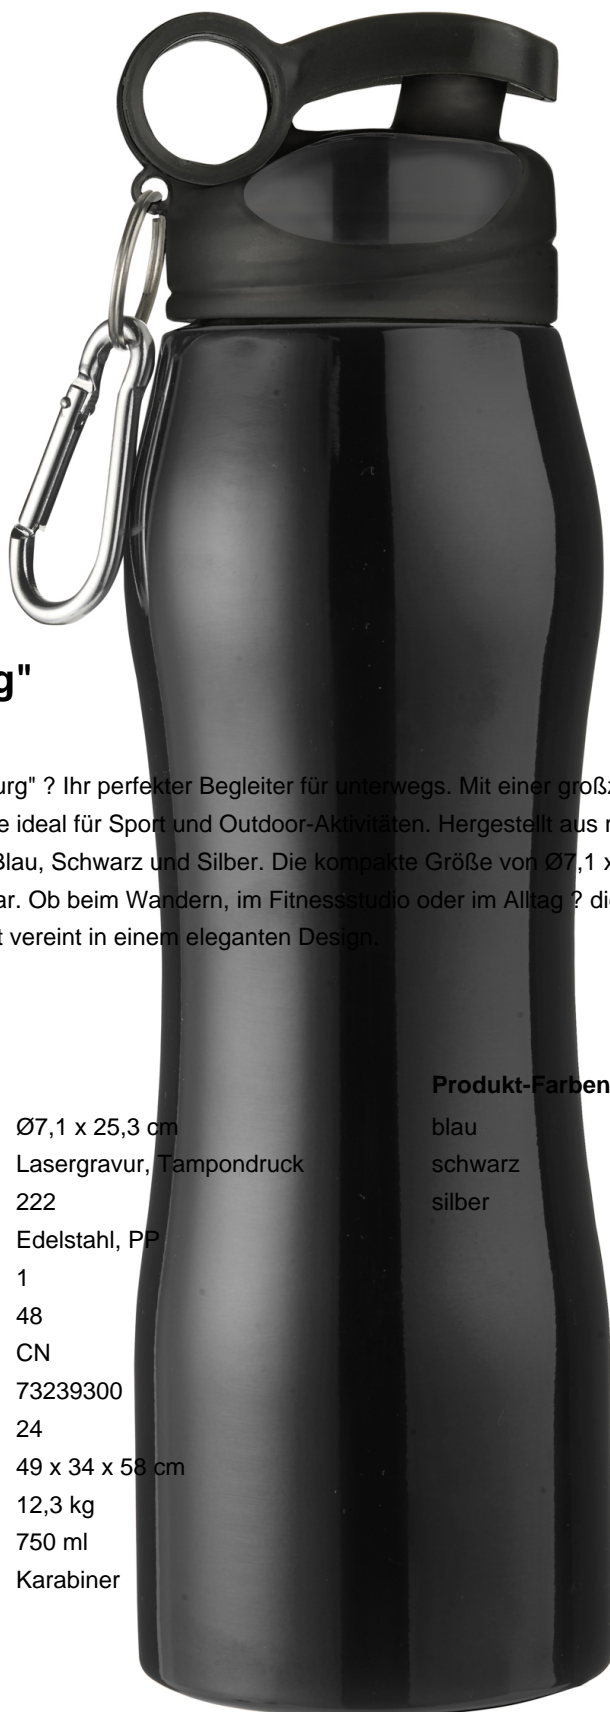 g"
urg" ? Ihr perfekter Begleiter für unterwegs. Mit einer groß
e ideal für Sport und Outdoor-Aktivitäten. Hergestellt aus
Blau, Schwarz und Silber. Die kompakte Größe von Ø7,1 x
ar. Ob beim Wandern, im Fitnessstudio oder im Alltag ? di
t vereint in einem eleganten Design.
Produkt-Farben
Ø7,1 x 25,3 cm blau
Lasergravur, Tampondruck schwarz
222 silber
Edelstahl, PP
1
48
CN
73239300
24
49 x 34 x 58 cm
12,3 kg
750 ml
Karabiner